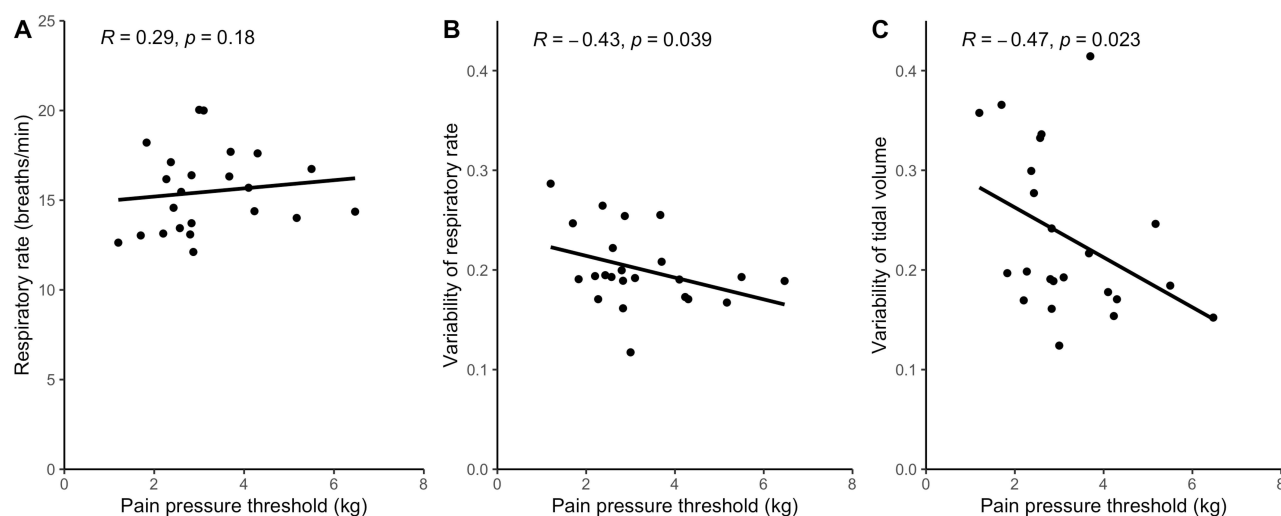 A
R = 0.29, p = 0.18
25
20
15
10
5
0
0 2 4 6 8
Respiratory rate (breaths/min)
Pain pressure threshold (kg)
B
R = −0.43, p = 0.039
0.4
0.3
0.2
0.1
0.0
0 2 4 6 8
Variability of respiratory rate
Pain pressure threshold (kg)
C
R = −0.47, p = 0.023
0.4
0.3
0.2
0.1
0.0
0 2 4 6 8
Variability of tidal volume
Pain pressure threshold (kg)